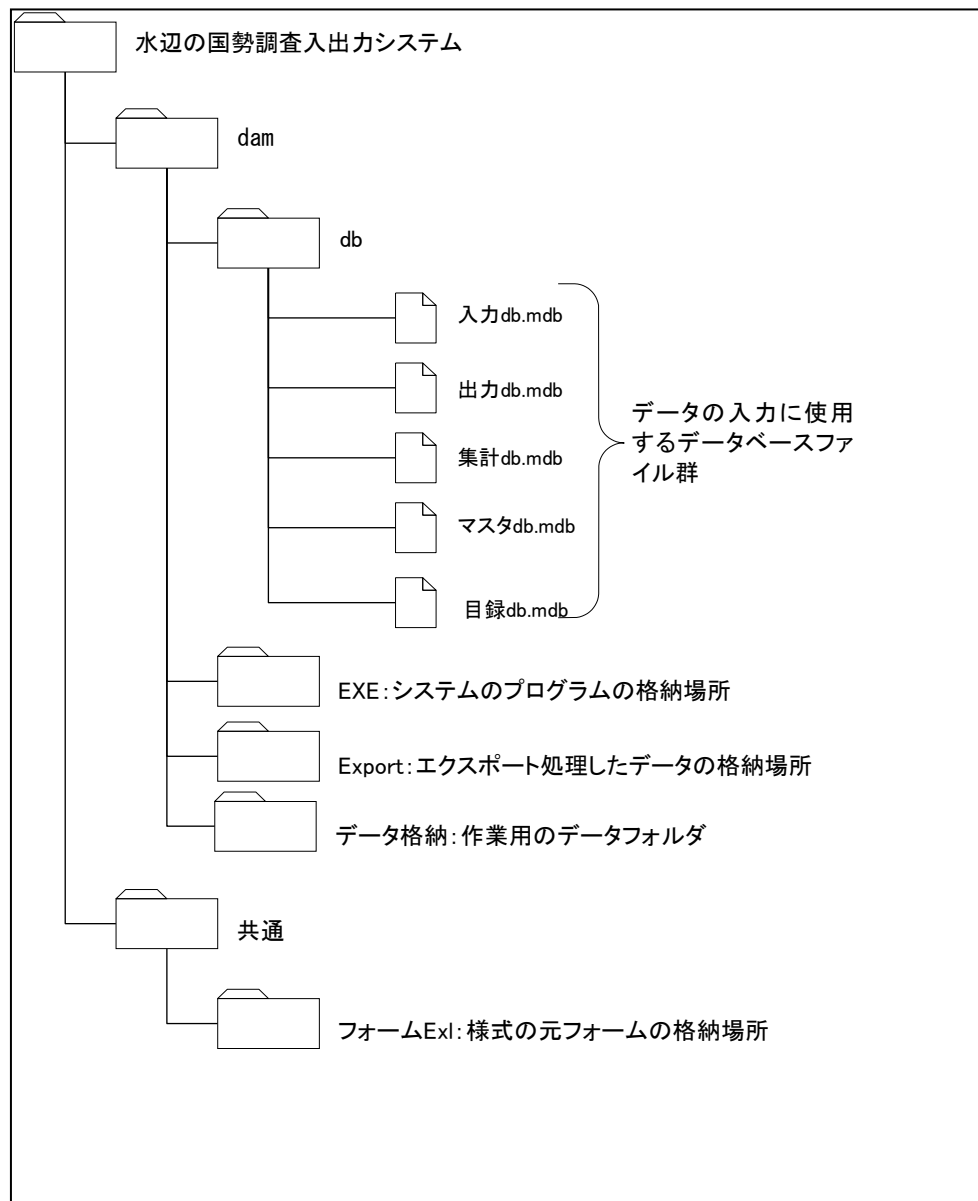 水辺の国勢調査入出力システム
dam
db
入力db.mdb
出力db.mdb
集計db.mdb
マスタdb.mdb
目録db.mdb
データの入力に使用
するデータベースファ
イル群
EXE:システムのプログラムの格納場所
Export:エクスポート処理したデータの格納場所
データ格納:作業用のデータフォルダ
共通
フォームExl:様式の元フォームの格納場所